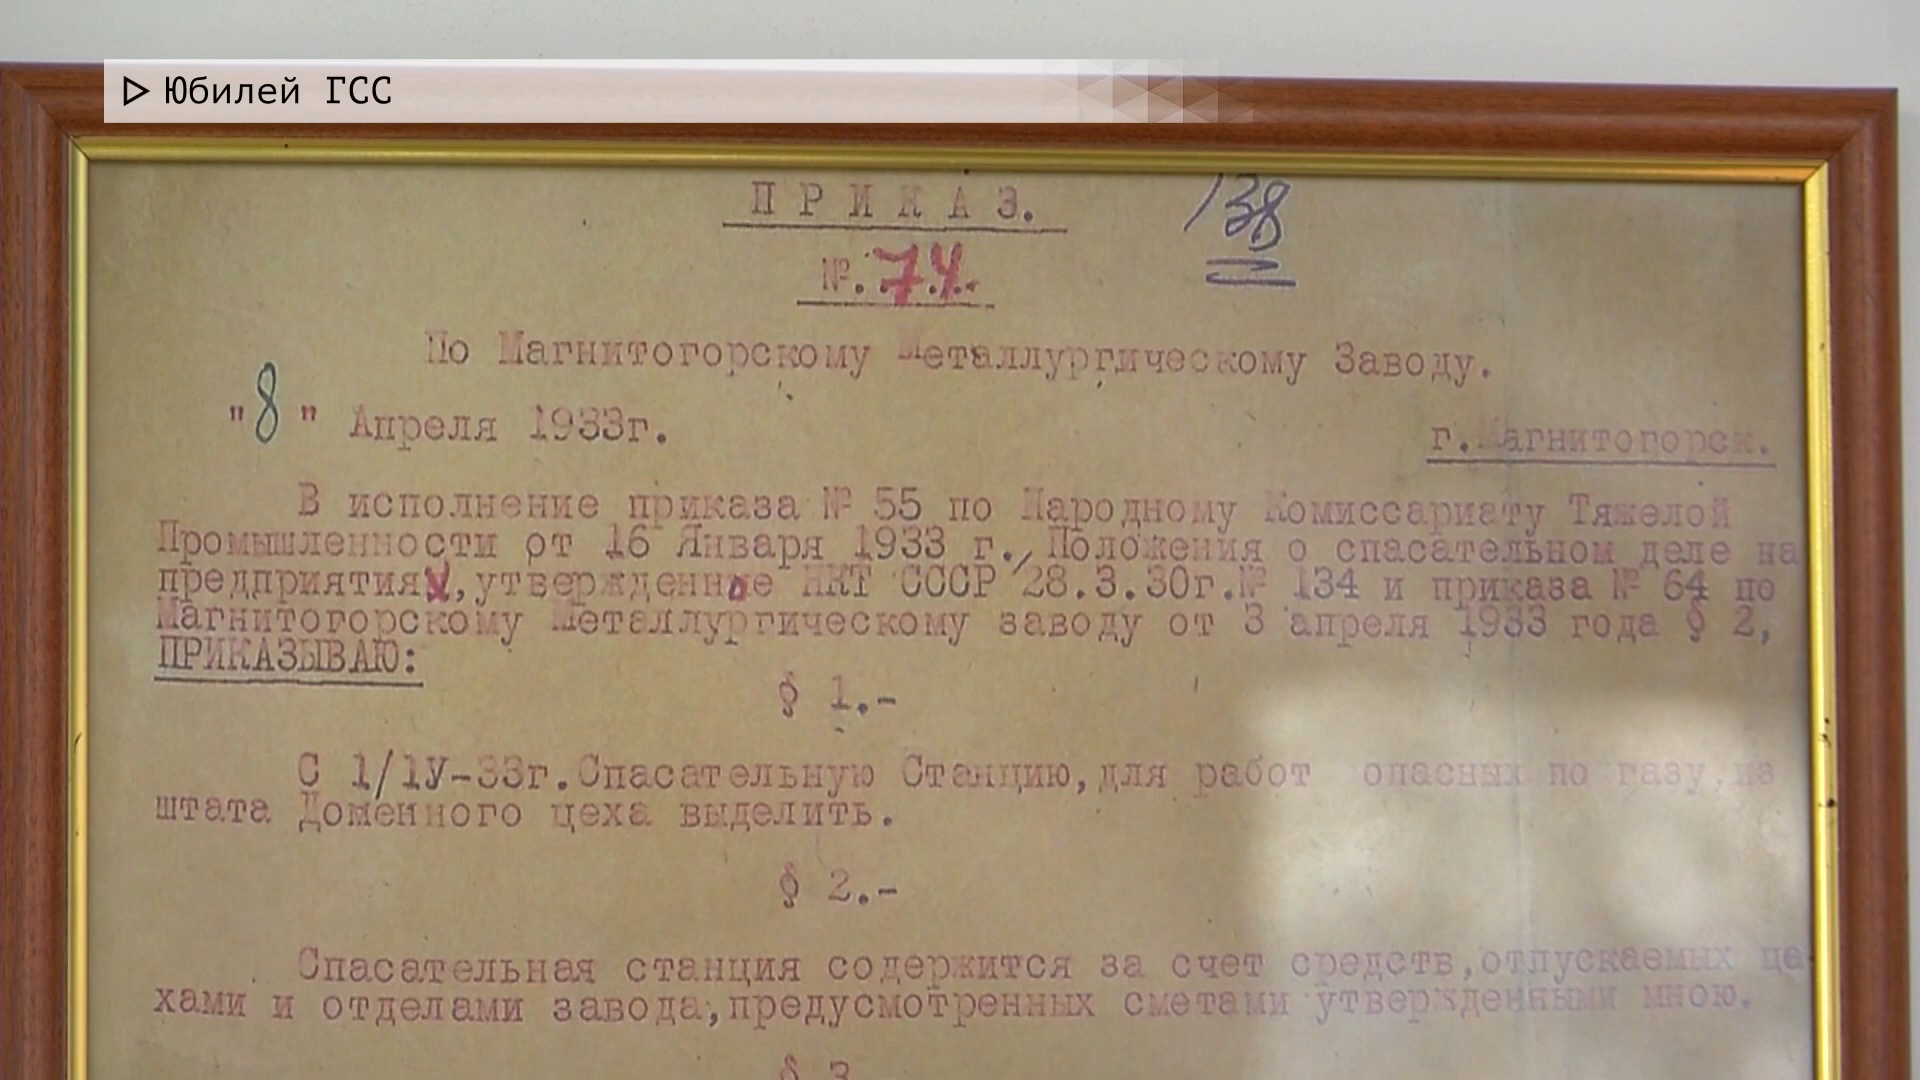 Юбилей ГСС
П Р И К А З.
138
№. 74.
По Магнитогорскому Металлургическому Заводу.
"8" Апреля 1933г.
г.Магнитогорск.
В исполнение приказа № 55 по Народному Комиссариату Тяжелой
Промышленности от 16 Января 1933 г., Положения о спасательном деле на
предприятиях,утвержденное НКТ СССР 28.3.30г.№ 134 и приказа № 64 по
Магнитогорскому Металлургическому заводу от 3 апреля 1933 года § 2,
ПРИКАЗЫВАЮ:
§ 1.-
С 1/1У-33г.Спасательную Станцию,для работ опасных по газу,из
штата Доменного цеха выделить.
§ 2.-
Спасательная станция содержится за счет средств,отпускаемых це-
хами и отделами завода,предусмотренных сметами утвержденными мною.
§ 3